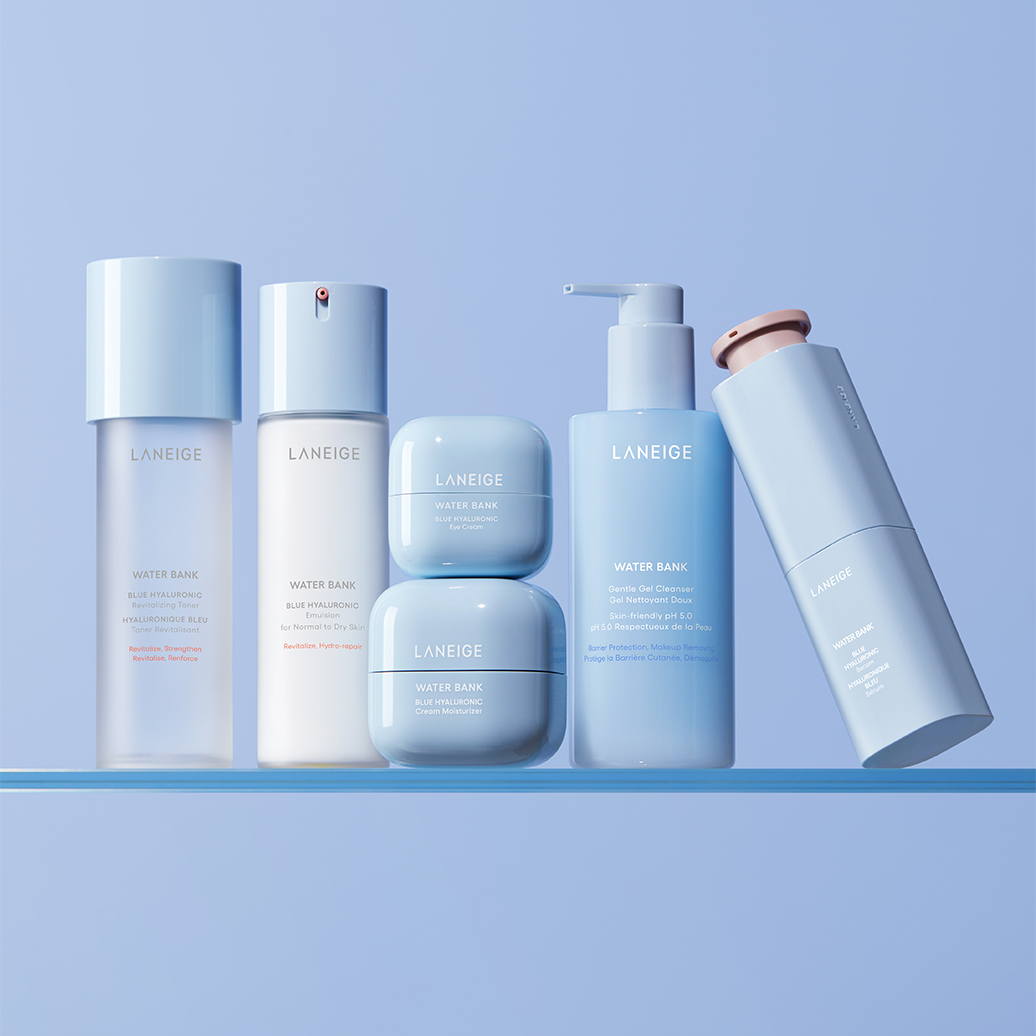 LANEIGE
WATER BANK
BLUE HYALURONIC
Revitalizing Toner
HYALURONIQUE BLEU
Toner Revitalisant
Revitalize, Strengthen
Revitalise, Renforce
LANEIGE
WATER BANK
BLUE HYALURONIC
Emulsion
for Normal to Dry Skin
Revitalize, Hydro-repair
LANEIGE
WATER BANK
BLUE HYALURONIC
Eye Cream
LANEIGE
WATER BANK
BLUE HYALURONIC
Cream Moisturizer
LANEIGE
WATER BANK
Gentle Gel Cleanser
Gel Nettoyant Doux
Skin-friendly pH 5.0
pH 5.0 Respectueux de la Peau
Barrier Protection, Makeup
Protège la Barrière Cutanée,
LANEIGE
WATER BANK
BLUE
HYALURONIC
Serum
HYALURONIQUE
BLEU
Sérum